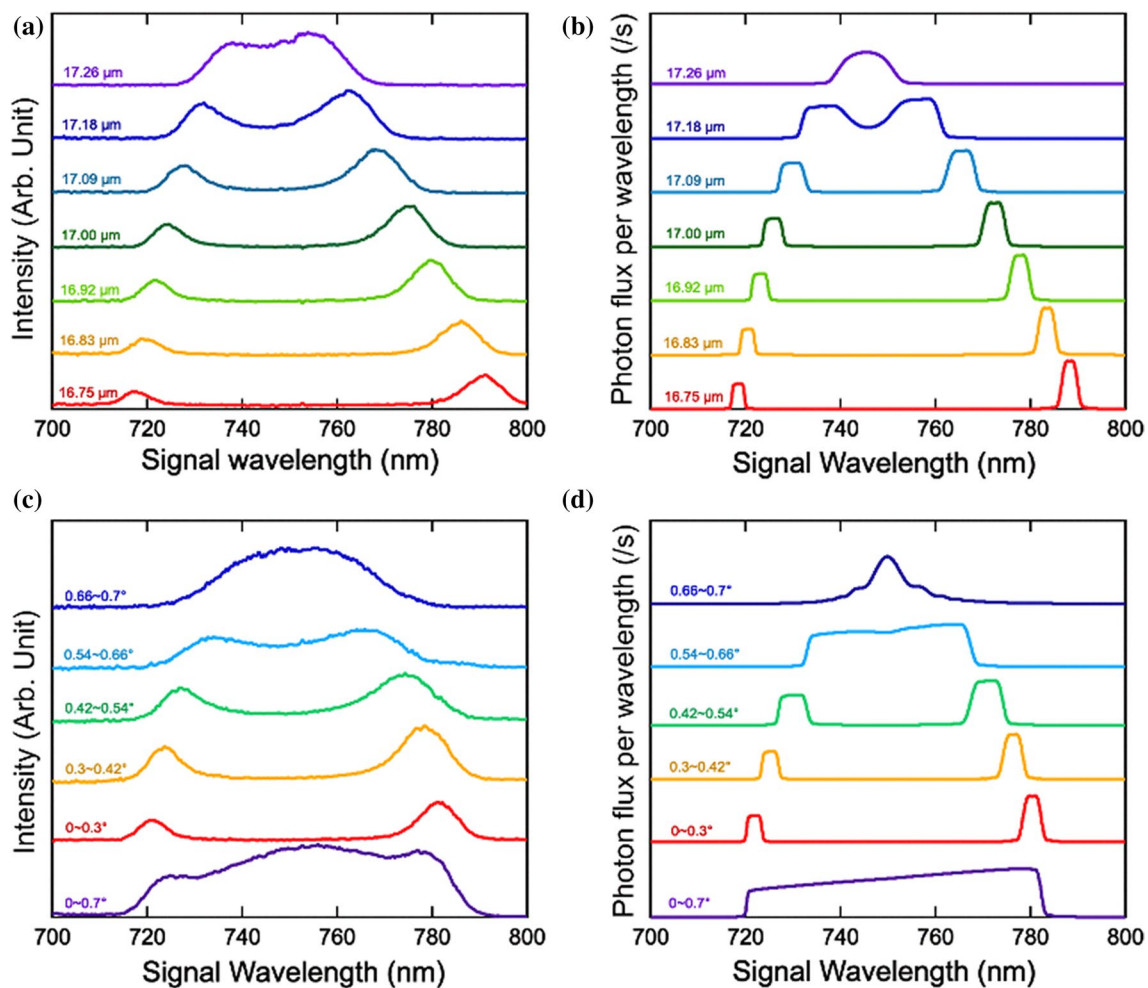 (a)
Intensity (Arb. Unit)
17.26 µm
17.18 µm
17.09 µm
17.00 µm
16.92 µm
16.83 µm
16.75 µm
700 720 740 760 780 800
Signal wavelength (nm)
(b)
Photon flux per wavelength (/s)
17.26 µm
17.18 µm
17.09 µm
17.00 µm
16.92 µm
16.83 µm
16.75 µm
700 720 740 760 780 800
Signal Wavelength (nm)
(c)
Intensity (Arb. Unit)
0.66~0.7°
0.54~0.66°
0.42~0.54°
0.3~0.42°
0~0.3°
0~0.7°
700 720 740 760 780 800
Signal Wavelength (nm)
(d)
Photon flux per wavelength (/s)
0.66~0.7°
0.54~0.66°
0.42~0.54°
0.3~0.42°
0~0.3°
0~0.7°
700 720 740 760 780 800
Signal Wavelength (nm)